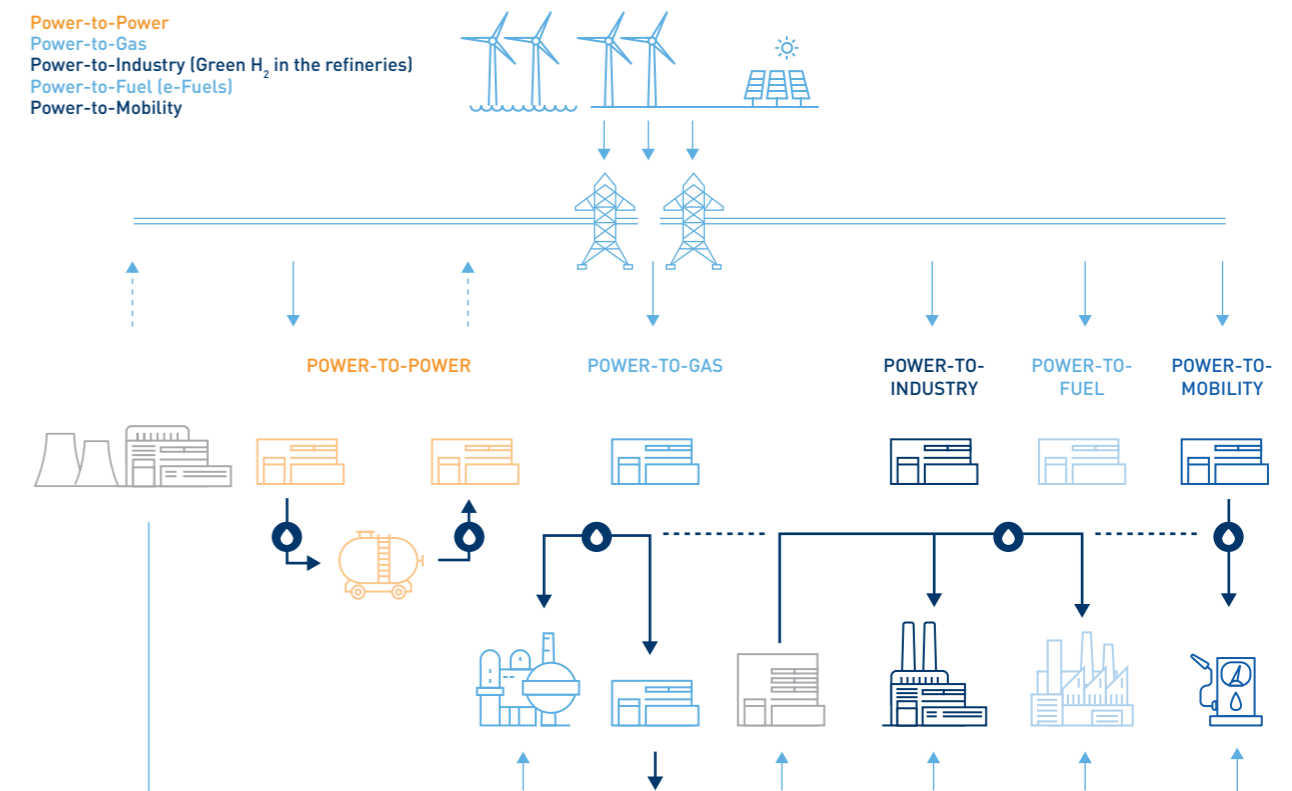 Power-to-Power
Power-to-Gas
Power-to-Industry (Green H₂ in the refineries)
Power-to-Fuel (e-Fuels)
Power-to-Mobility
POWER-TO-POWER
POWER-TO-GAS
POWER-TO-
INDUSTRY
POWER-TO-
FUEL
POWER-TO-
MOBILITY